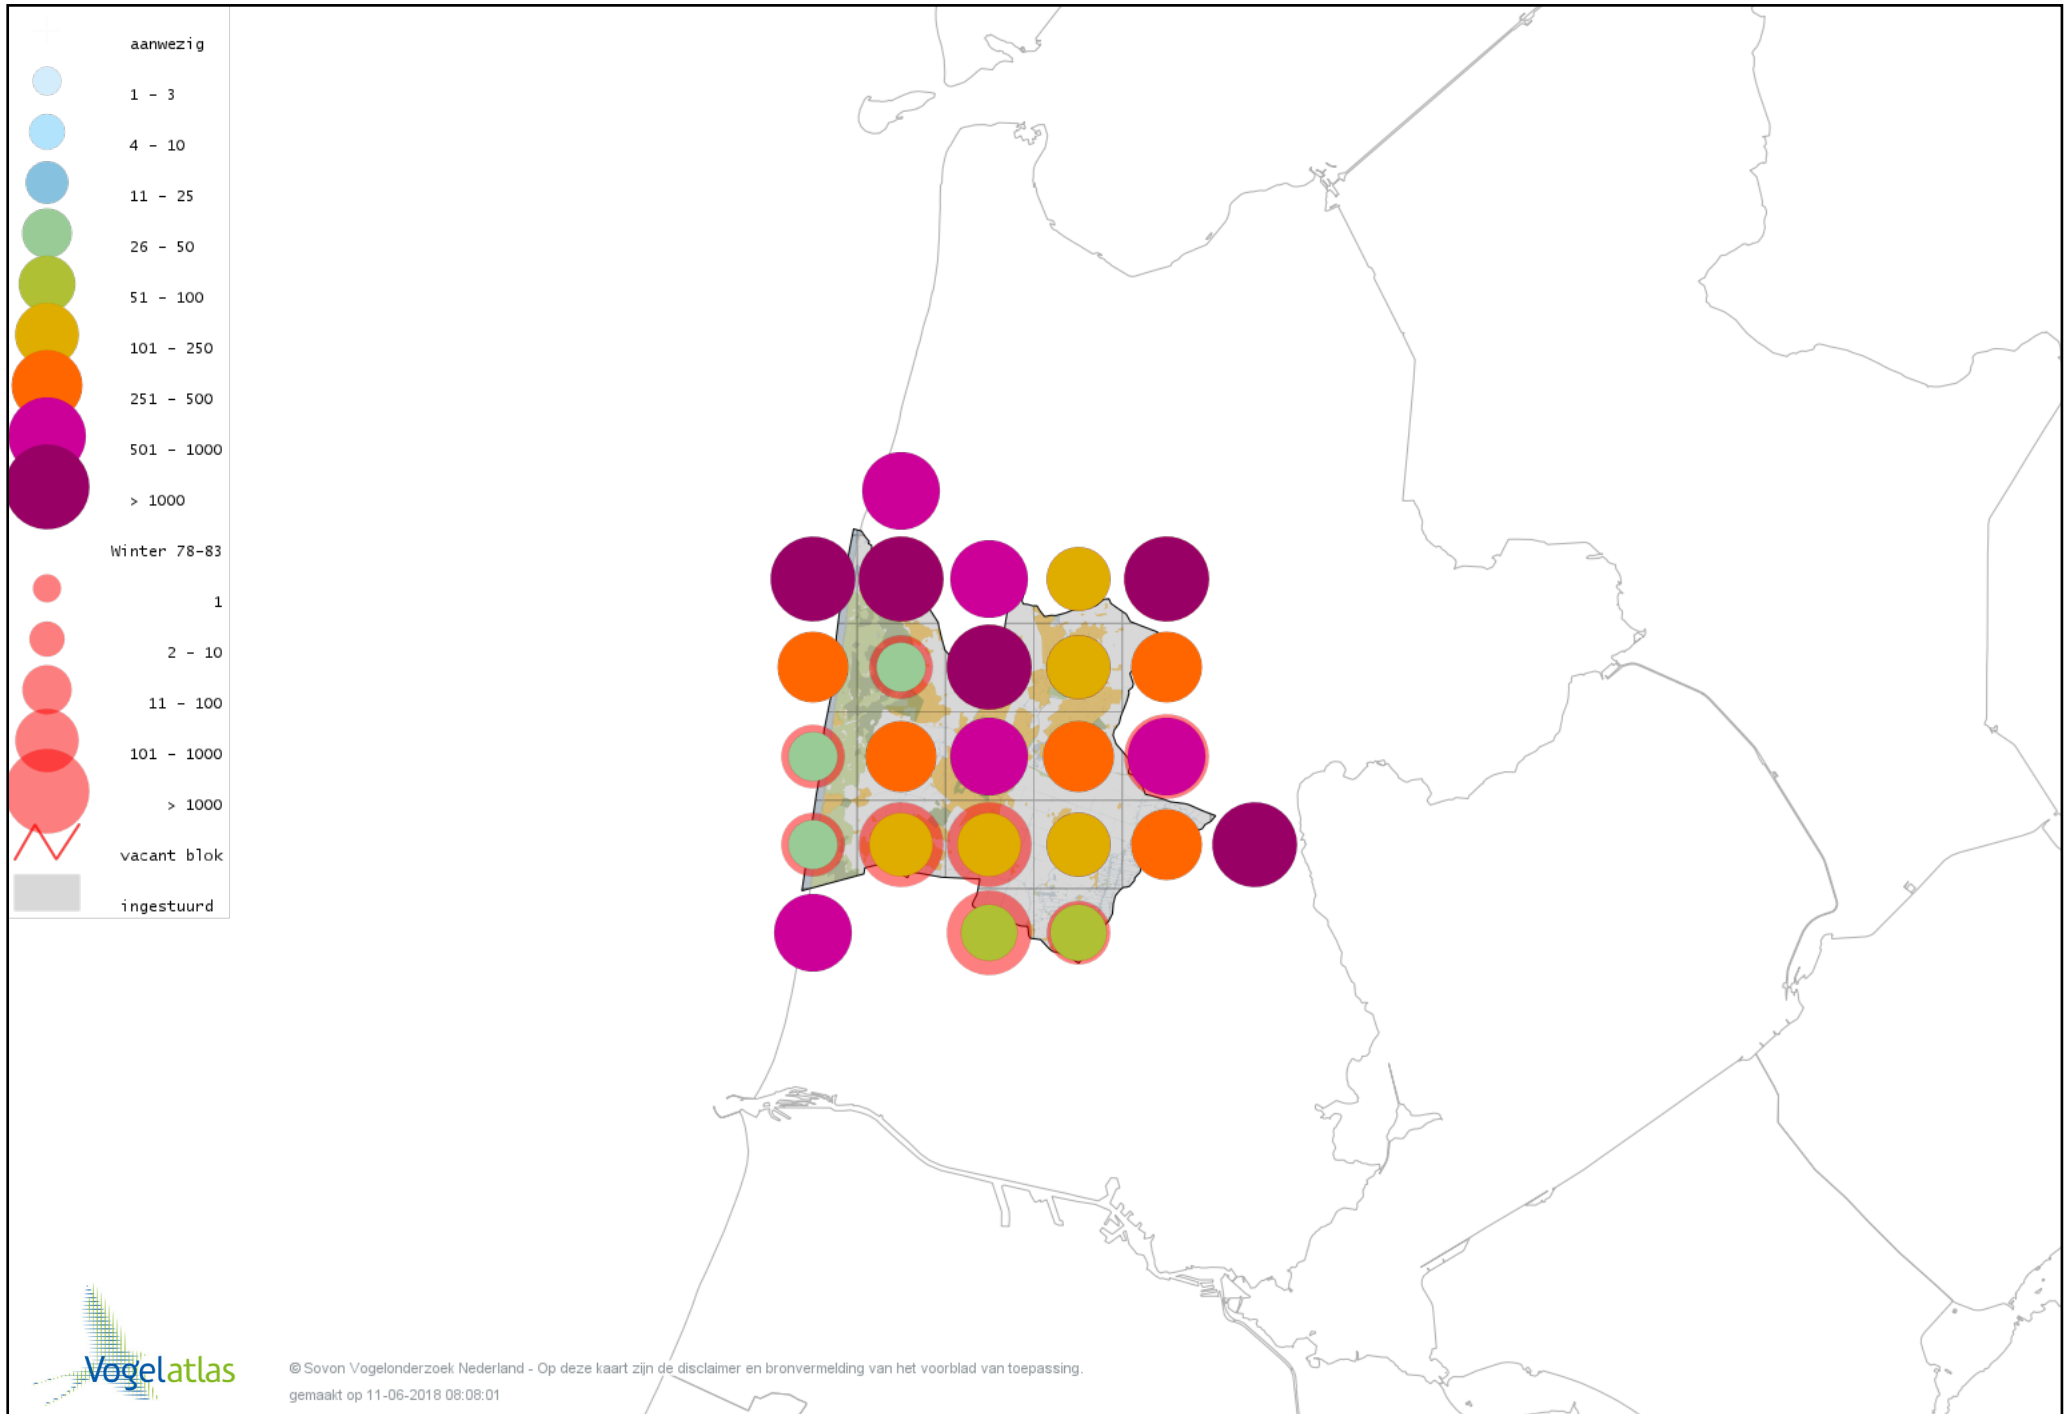 aanwezig
1 - 3
4 - 10
11 - 25
26 - 50
51 - 100
101 - 250
251 - 500
501 - 1000
> 1000
Winter 78-83
1
2 - 10
11 - 100
101 - 1000
> 1000
vacant blok
ingestuurd
Vogelatlas
© Sovon Vogelonderzoek Nederland - Op deze kaart zijn de disclaimer en bronvermelding van het voorblad van toepassing.
gemaakt op 11-06-2018 08:08:01